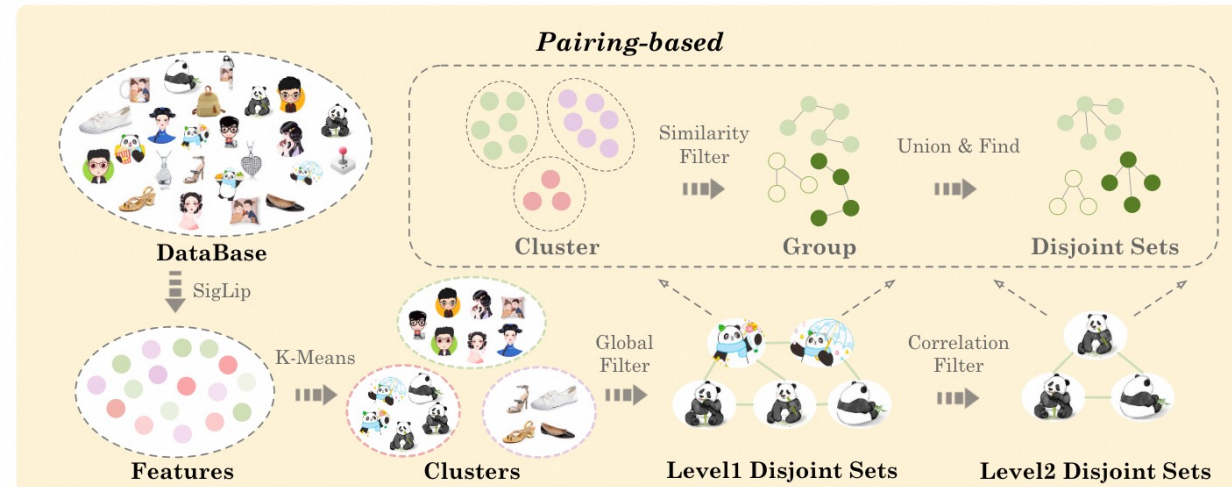 Pairing-based
Similarity
Filter
Union & Find
Cluster
Group
Disjoint Sets
DataBase
SigLip
K-Means
Global
Filter
Correlation
Filter
Features
Clusters
Level1 Disjoint Sets
Level2 Disjoint Sets